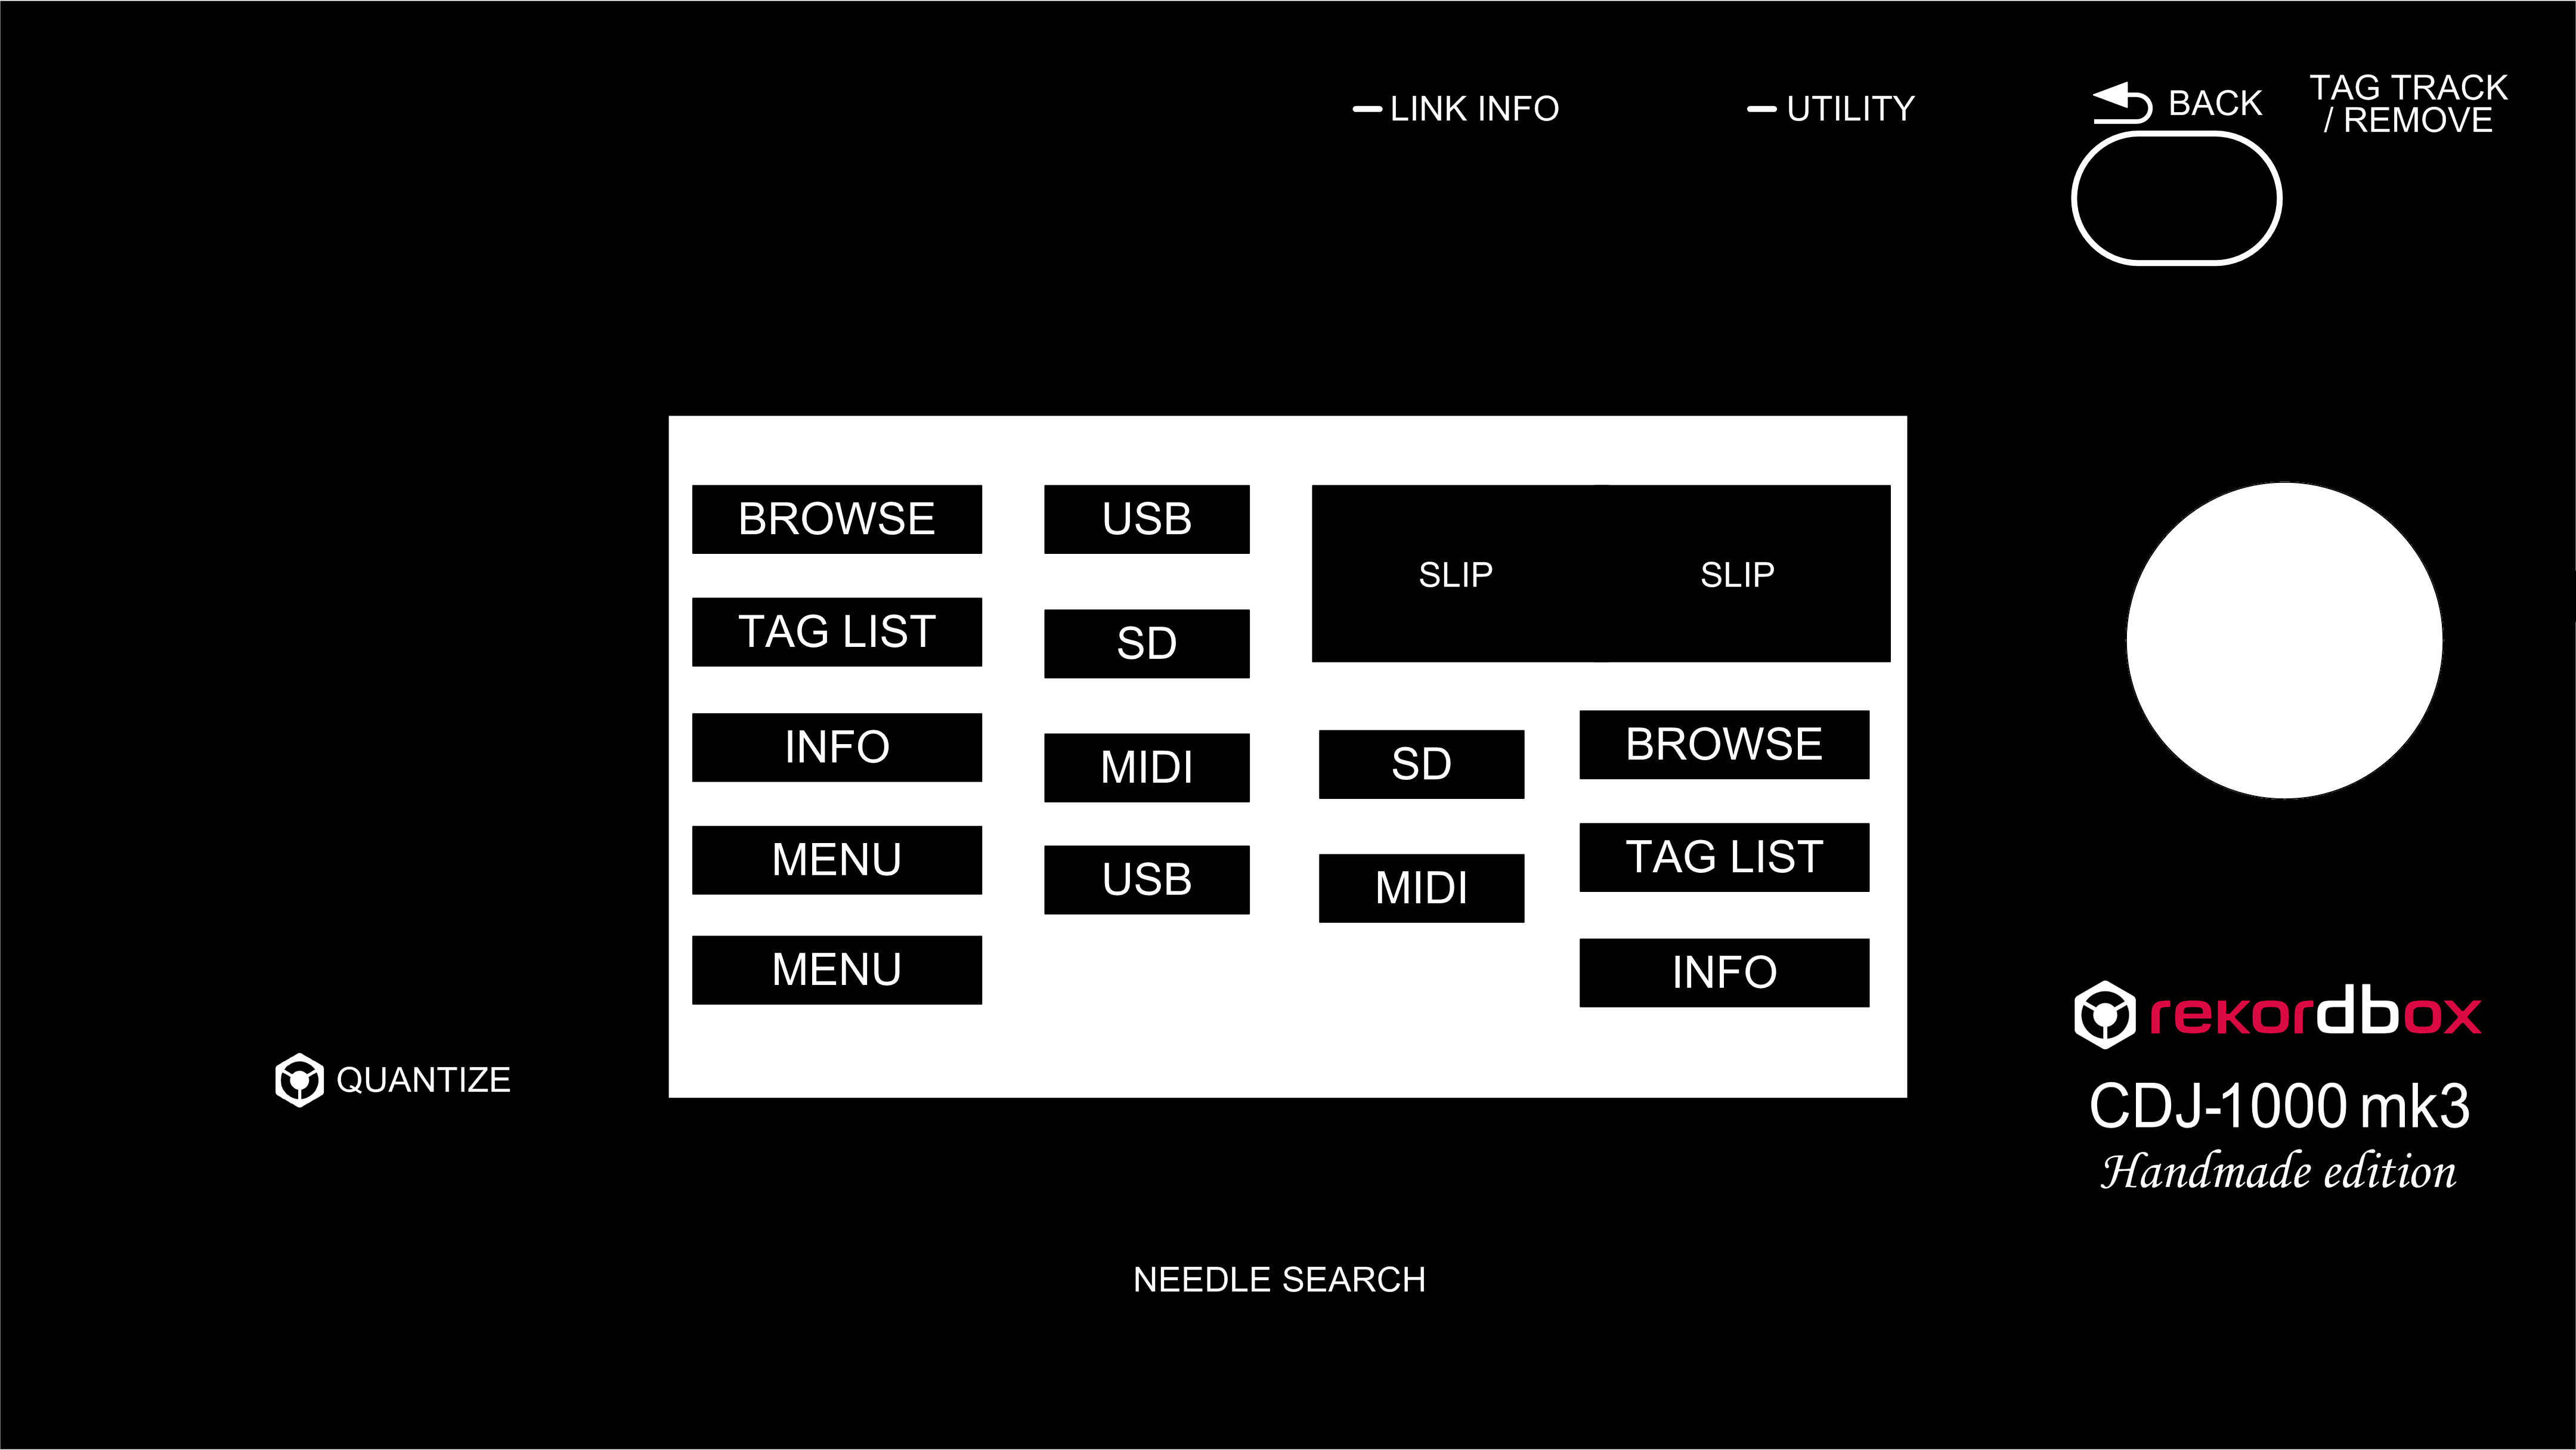 LINK INFO
UTILITY
BACK
TAG TRACK
/ REMOVE
BROWSE
TAG LIST
INFO
MENU
MENU
USB
SD
MIDI
USB
SLIP
SLIP
SD
MIDI
BROWSE
TAG LIST
INFO
QUANTIZE
rekordbox
CDJ-1000 mk3
Handmade edition
NEEDLE SEARCH